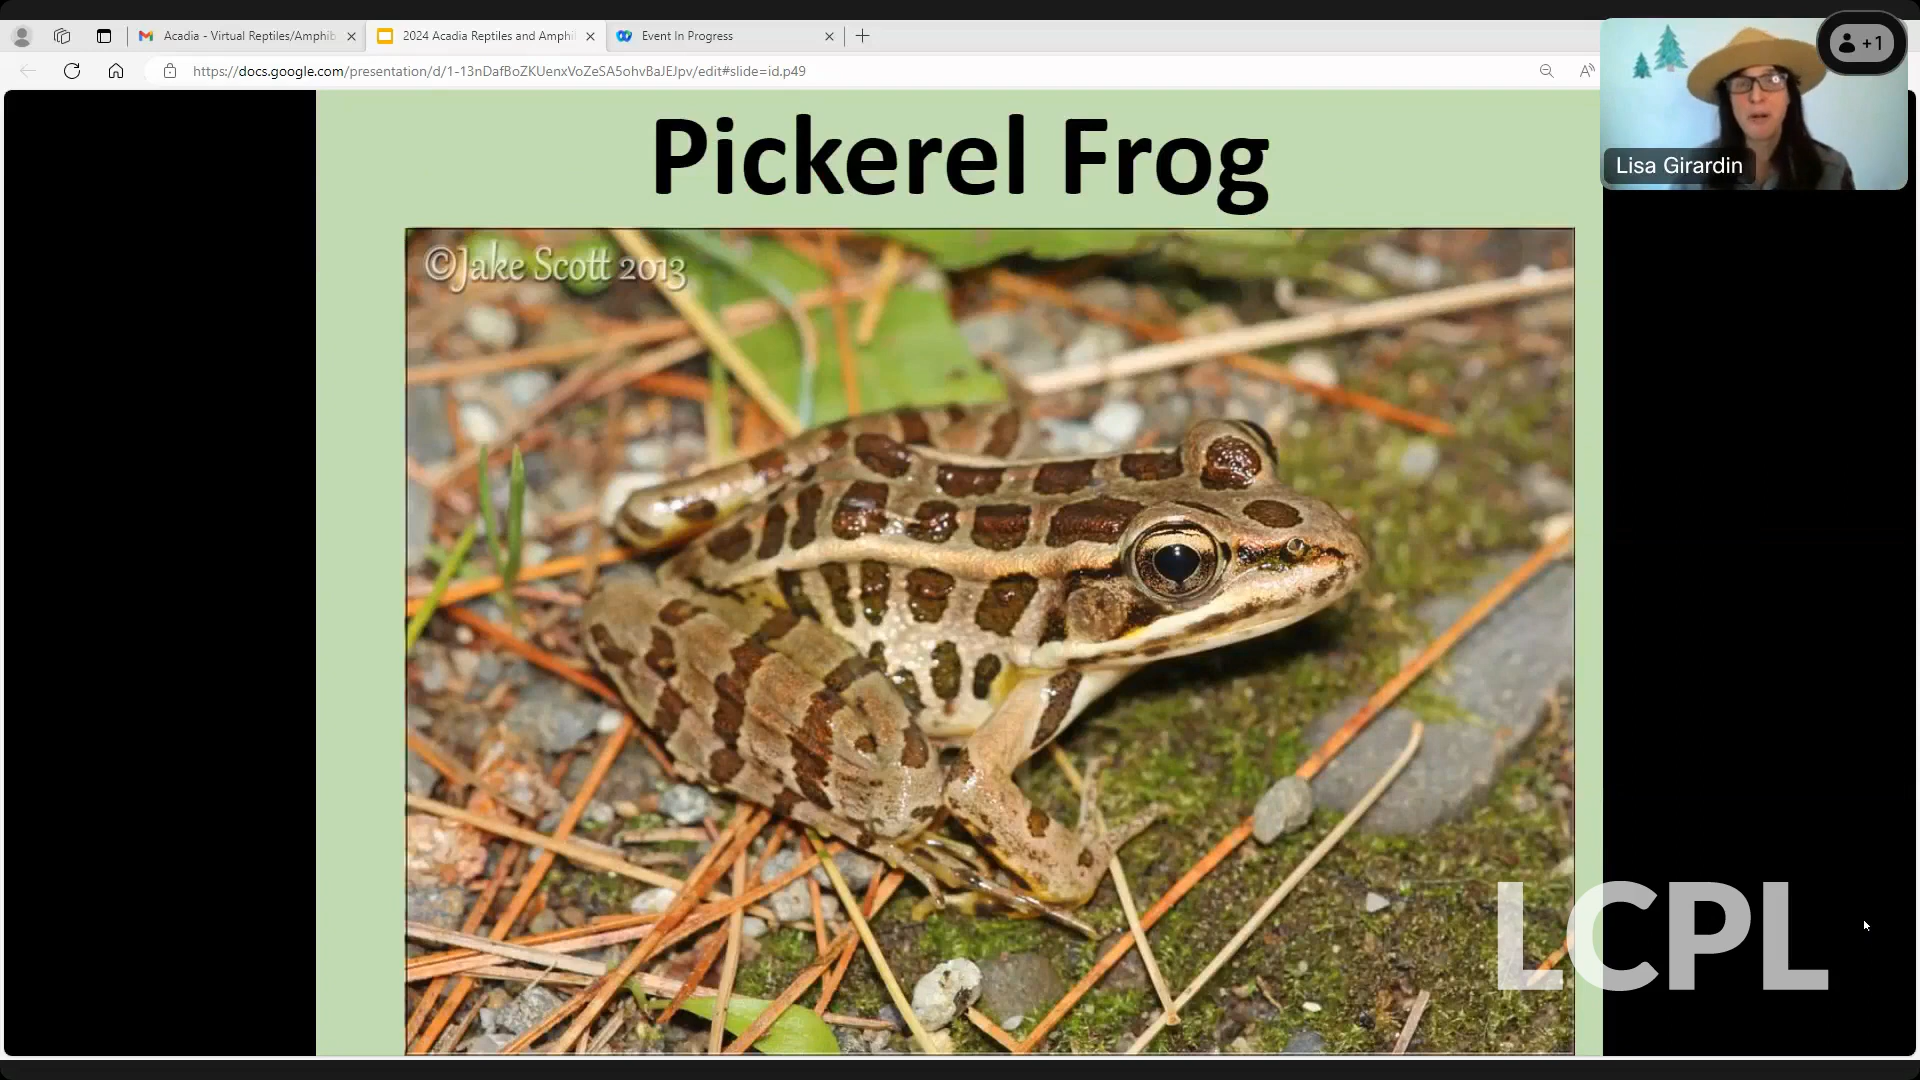 Acadia - Virtual Reptiles/Amphib
2024 Acadia Reptiles and Amphi
Event In Progress
https://docs.google.com/presentation/d/1-13nDafBoZKUenxVoZeSA5ohvBaJEJpv/edit#slide=id.p49
+1
Lisa Girardin
Pickerel Frog
©Jake Scott 2013
LCPL